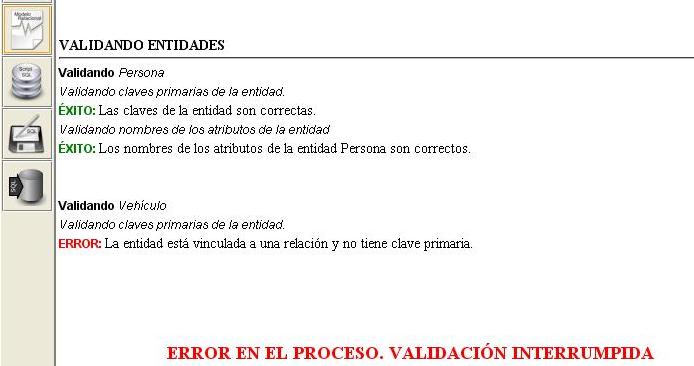 Modelo
Relacional
Script
SQL
SQL
SQL
VALIDANDO ENTIDADES
Validando Persona
Validando claves primarias de la entidad.
ÉXITO: Las claves de la entidad son correctas.
Validando nombres de los atributos de la entidad
ÉXITO: Los nombres de los atributos de la entidad Persona son correctos.
Validando Vehículo
Validando claves primarias de la entidad.
ERROR: La entidad está vinculada a una relación y no tiene clave primaria.
ERROR EN EL PROCESO. VALIDACIÓN INTERRUMPIDA